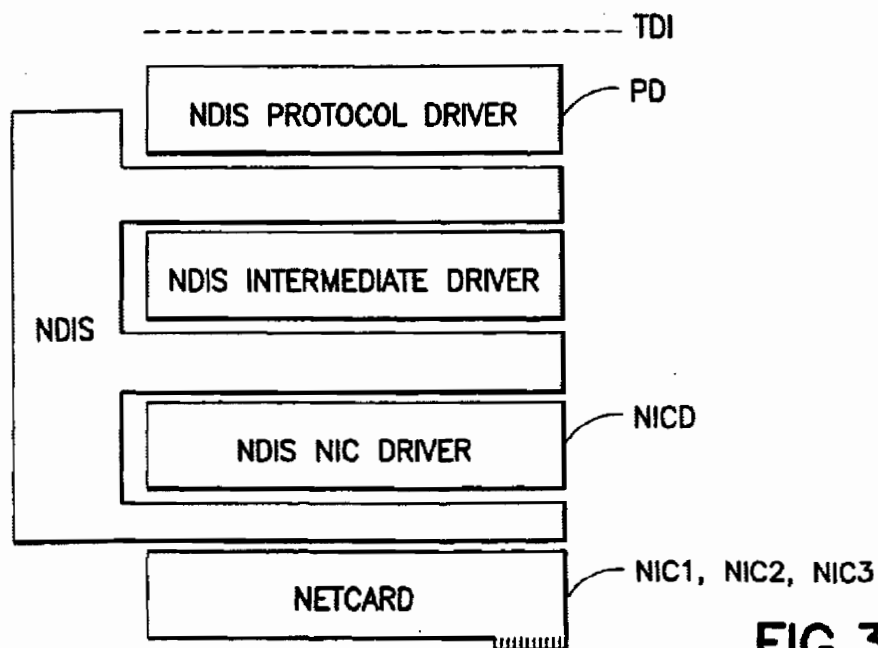 TDI
NDIS PROTOCOL DRIVER
PD
NDIS INTERMEDIATE DRIVER
NDIS
NDIS NIC DRIVER
NICD
NETCARD
NIC1, NIC2, NIC3
FIG. 3